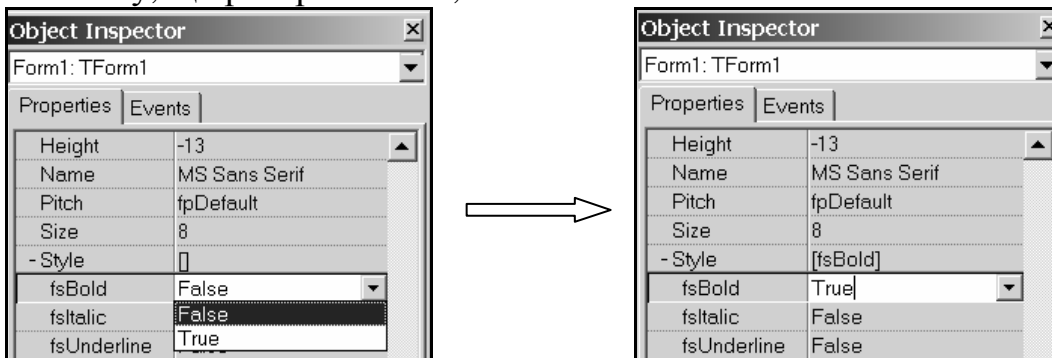 Object Inspector
Form1: TForm1
Properties Events
Height -13
Name MS Sans Serif
Pitch fpDefault
Size 8
- Style []
fsBold False
fsItalic False
fsUnderline True
Object Inspector
Form1: TForm1
Properties Events
Height -13
Name MS Sans Serif
Pitch fpDefault
Size 8
- Style [fsBold]
fsBold True
fsItalic False
fsUnderline False